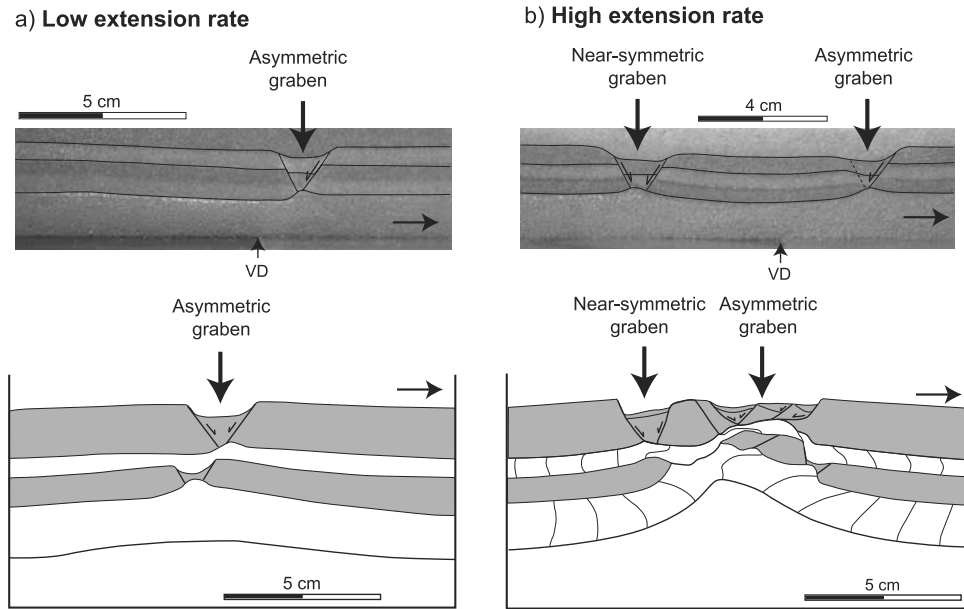 a) Low extension rate
Asymmetric
graben
5 cm
VD
Asymmetric
graben
5 cm
b) High extension rate
Near-symmetric
graben
Asymmetric
graben
4 cm
VD
Near-symmetric
graben
Asymmetric
graben
5 cm